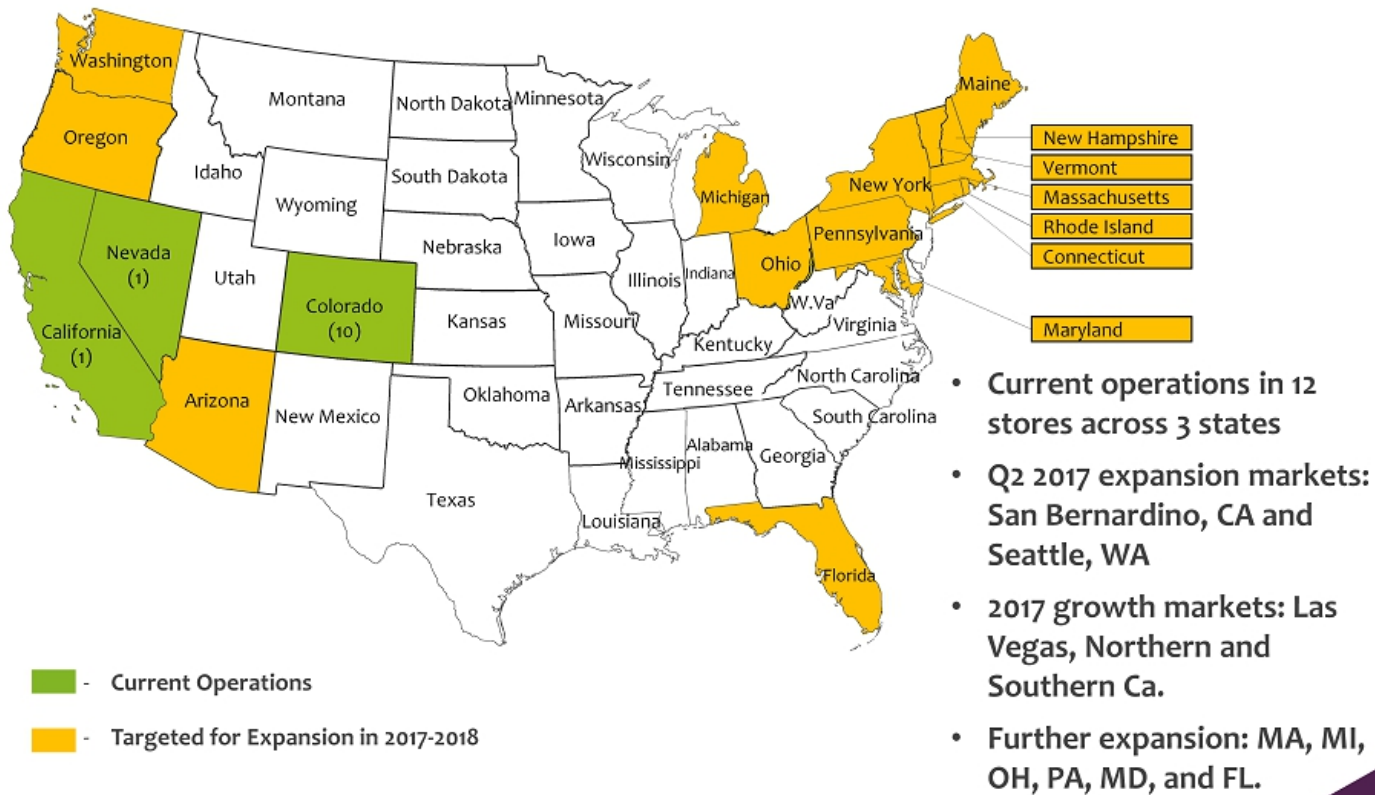 Washington
Oregon
Montana
Idaho
Wyoming
North Dakota
South Dakota
Minnesota
Wisconsin
Michigan
Nebraska
Iowa
Nevada
(1)
Utah
Colorado
(10)
California
(1)
Kansas
Missouri
Illinois
Indiana
Ohio
Kentucky
W.Va
Virginia
Pennsylvania
New York
Maine
New Hampshire
Vermont
Massachusetts
Rhode Island
Connecticut
Maryland
Arizona
New Mexico
Oklahoma
Arkansas
Tennessee
North Carolina
South Carolina
Texas
Louisiana
Mississippi
Alabama
Georgia
Florida
• Current operations in 12
stores across 3 states
• Q2 2017 expansion markets:
San Bernardino, CA and
Seattle, WA
• 2017 growth markets: Las
Vegas, Northern and
Southern Ca.
• Further expansion: MA, MI,
OH, PA, MD, and FL.
- Current Operations
- Targeted for Expansion in 2017-2018